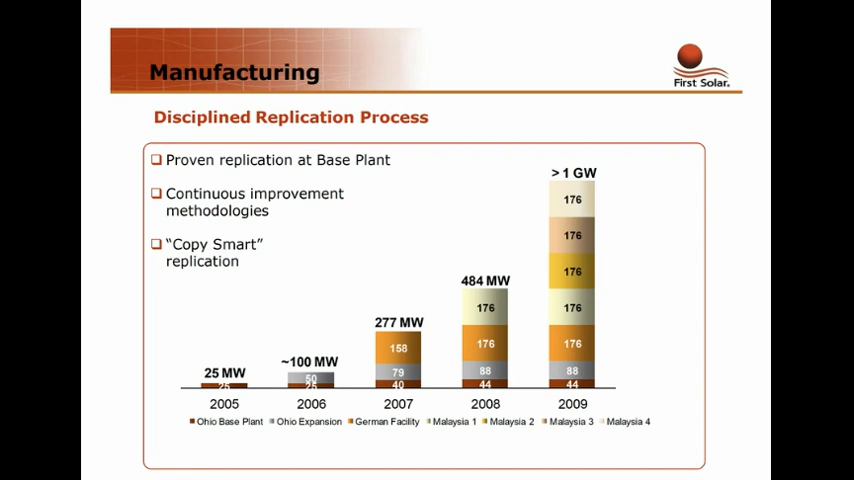 Manufacturing
First Solar.
Disciplined Replication Process
Proven replication at Base Plant
Continuous improvement
methodologies
“Copy Smart”
replication
> 1 GW
176
176
176
484 MW
176
176
277 MW
158
176
176
~100 MW
25 MW
50
79
88
88
25
25
40
44
44
2005
2006
2007
2008
2009
Ohio Base Plant
Ohio Expansion
German Facility
Malaysia 1
Malaysia 2
Malaysia 3
Malaysia 4